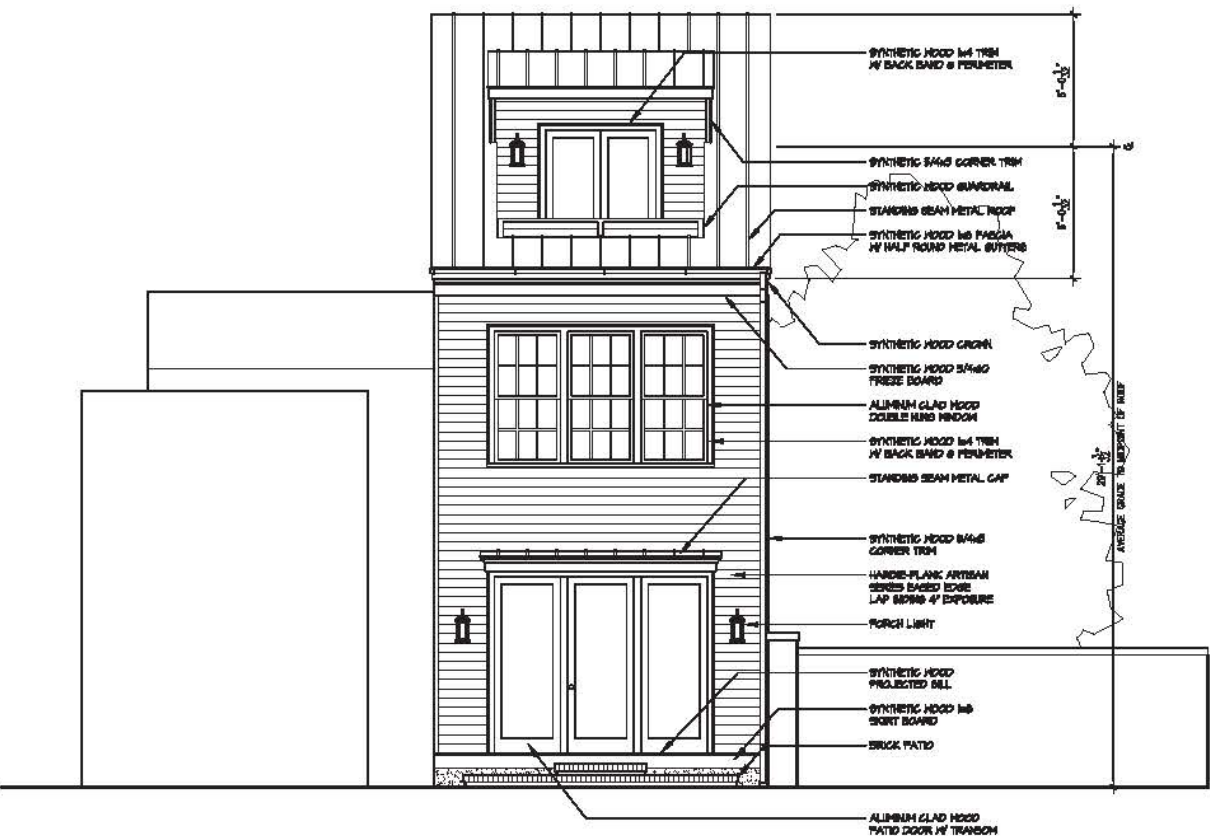 SYNTHETIC WOOD 1x4 TRIM
W/ BACK BAND @ PERIMETER
SYNTHETIC 5/4x5 CORNER TRIM
SYNTHETIC WOOD GUARDRAIL
STANDING SEAM METAL ROOF
SYNTHETIC WOOD 1x8 FASCIA
W/ HALF ROUND METAL GUTTERS
SYNTHETIC WOOD CROWN
SYNTHETIC WOOD 5/4x10
FRIEZE BOARD
ALUMINUM CLAD WOOD
DOUBLE HUNG WINDOW
SYNTHETIC WOOD 1x4 TRIM
W/ BACK BAND @ PERIMETER
STANDING SEAM METAL CAP
SYNTHETIC WOOD 5/4x5
CORNER TRIM
HARDIE-PLANK ARTISAN
SERIES EDGE
LAP SIDING 4" EXPOSURE
PORCH LIGHT
SYNTHETIC WOOD
PROJECTED SILL
SYNTHETIC WOOD 1x8
SKIRT BOARD
BRICK PATIO
ALUMINUM CLAD WOOD
PATIO DOOR W/ TRANSOM
AVERAGE GRADE TO MIDPOINT OF ROOF